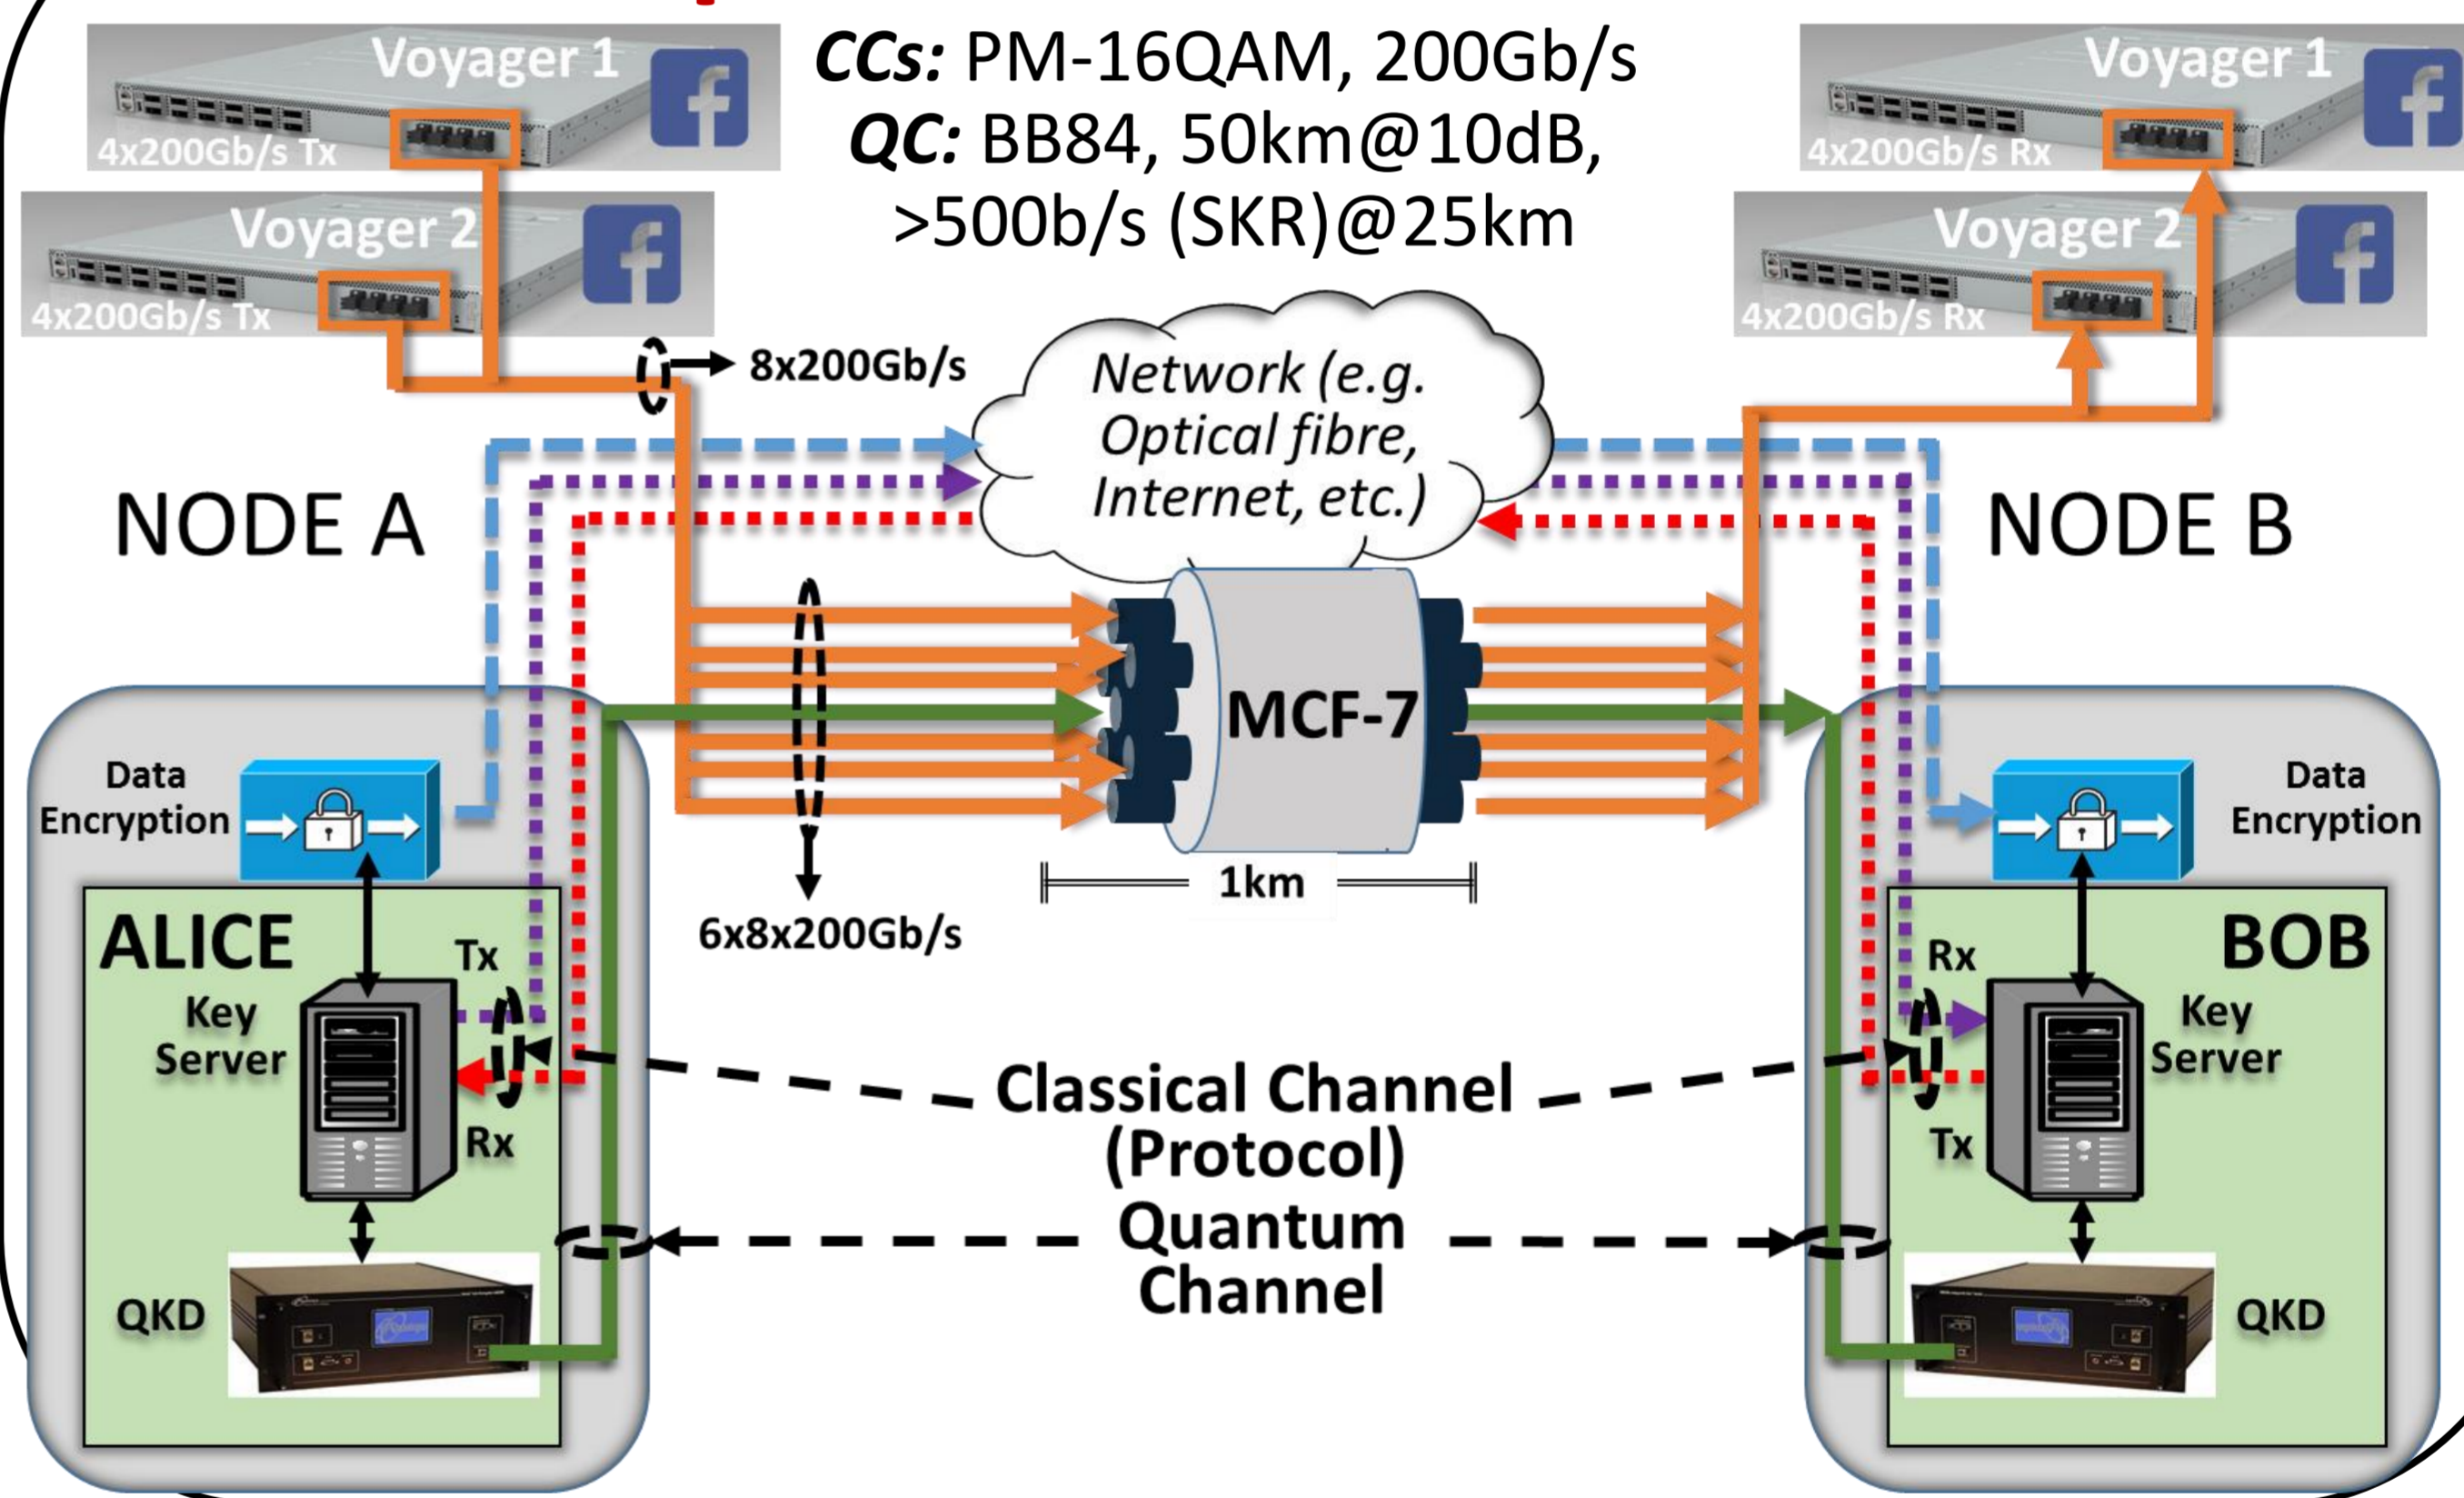 Voyager 1
4x200Gb/s Tx
Voyager 2
4x200Gb/s Tx
CCs: PM-16QAM, 200Gb/s
QC: BB84, 50km@10dB,
>500b/s (SKR)@25km
Voyager 1
4x200Gb/s Rx
Voyager 2
4x200Gb/s Rx
8x200Gb/s
Network (e.g.
Optical fibre,
Internet, etc.)
NODE A
NODE B
MCF-7
1km
6x8x200Gb/s
Data
Encryption
ALICE
Tx
Key
Server
Rx
QKD
Classical Channel
(Protocol)
Quantum
Channel
Data
Encryption
BOB
Rx
Key
Server
Tx
QKD